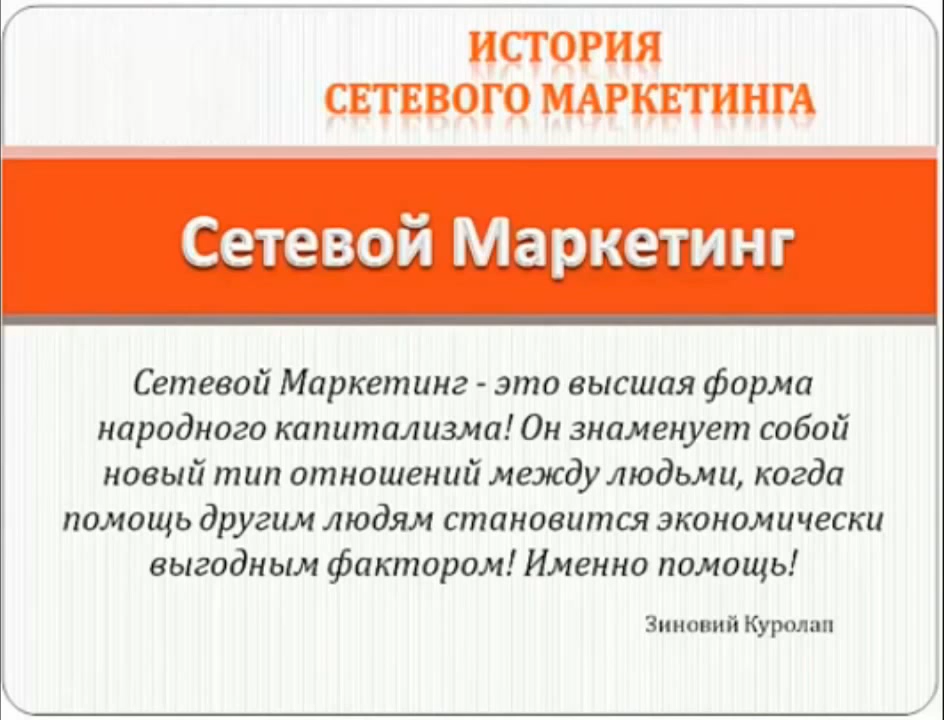 ИСТОРИЯ
СЕТЕВОГО МАРКЕТИНГА
Сетевой Маркетинг
Сетевой Маркетинг - это высшая форма
народного капитализма! Он знаменует собой
новый тип отношений между людьми, когда
помощь другим людям становится экономически
выгодным фактором! Именно помощь!
Зиновий Куролап